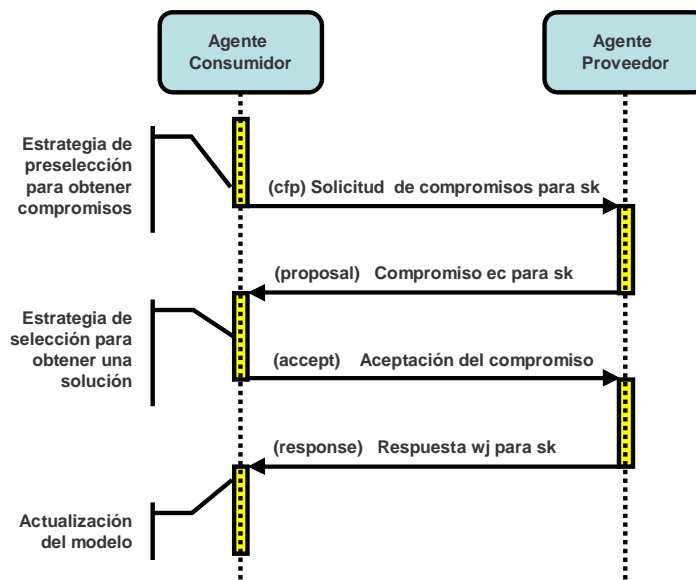 Agente
Consumidor
Agente
Proveedor
Estrategia de
preselección
para obtener
compromisos
(cfp) Solicitud de compromisos para sk
(proposal) Compromiso ec para sk
Estrategia de
selección para
obtener una
solución
(accept) Aceptación del compromiso
(response) Respuesta wj para sk
Actualización
del modelo